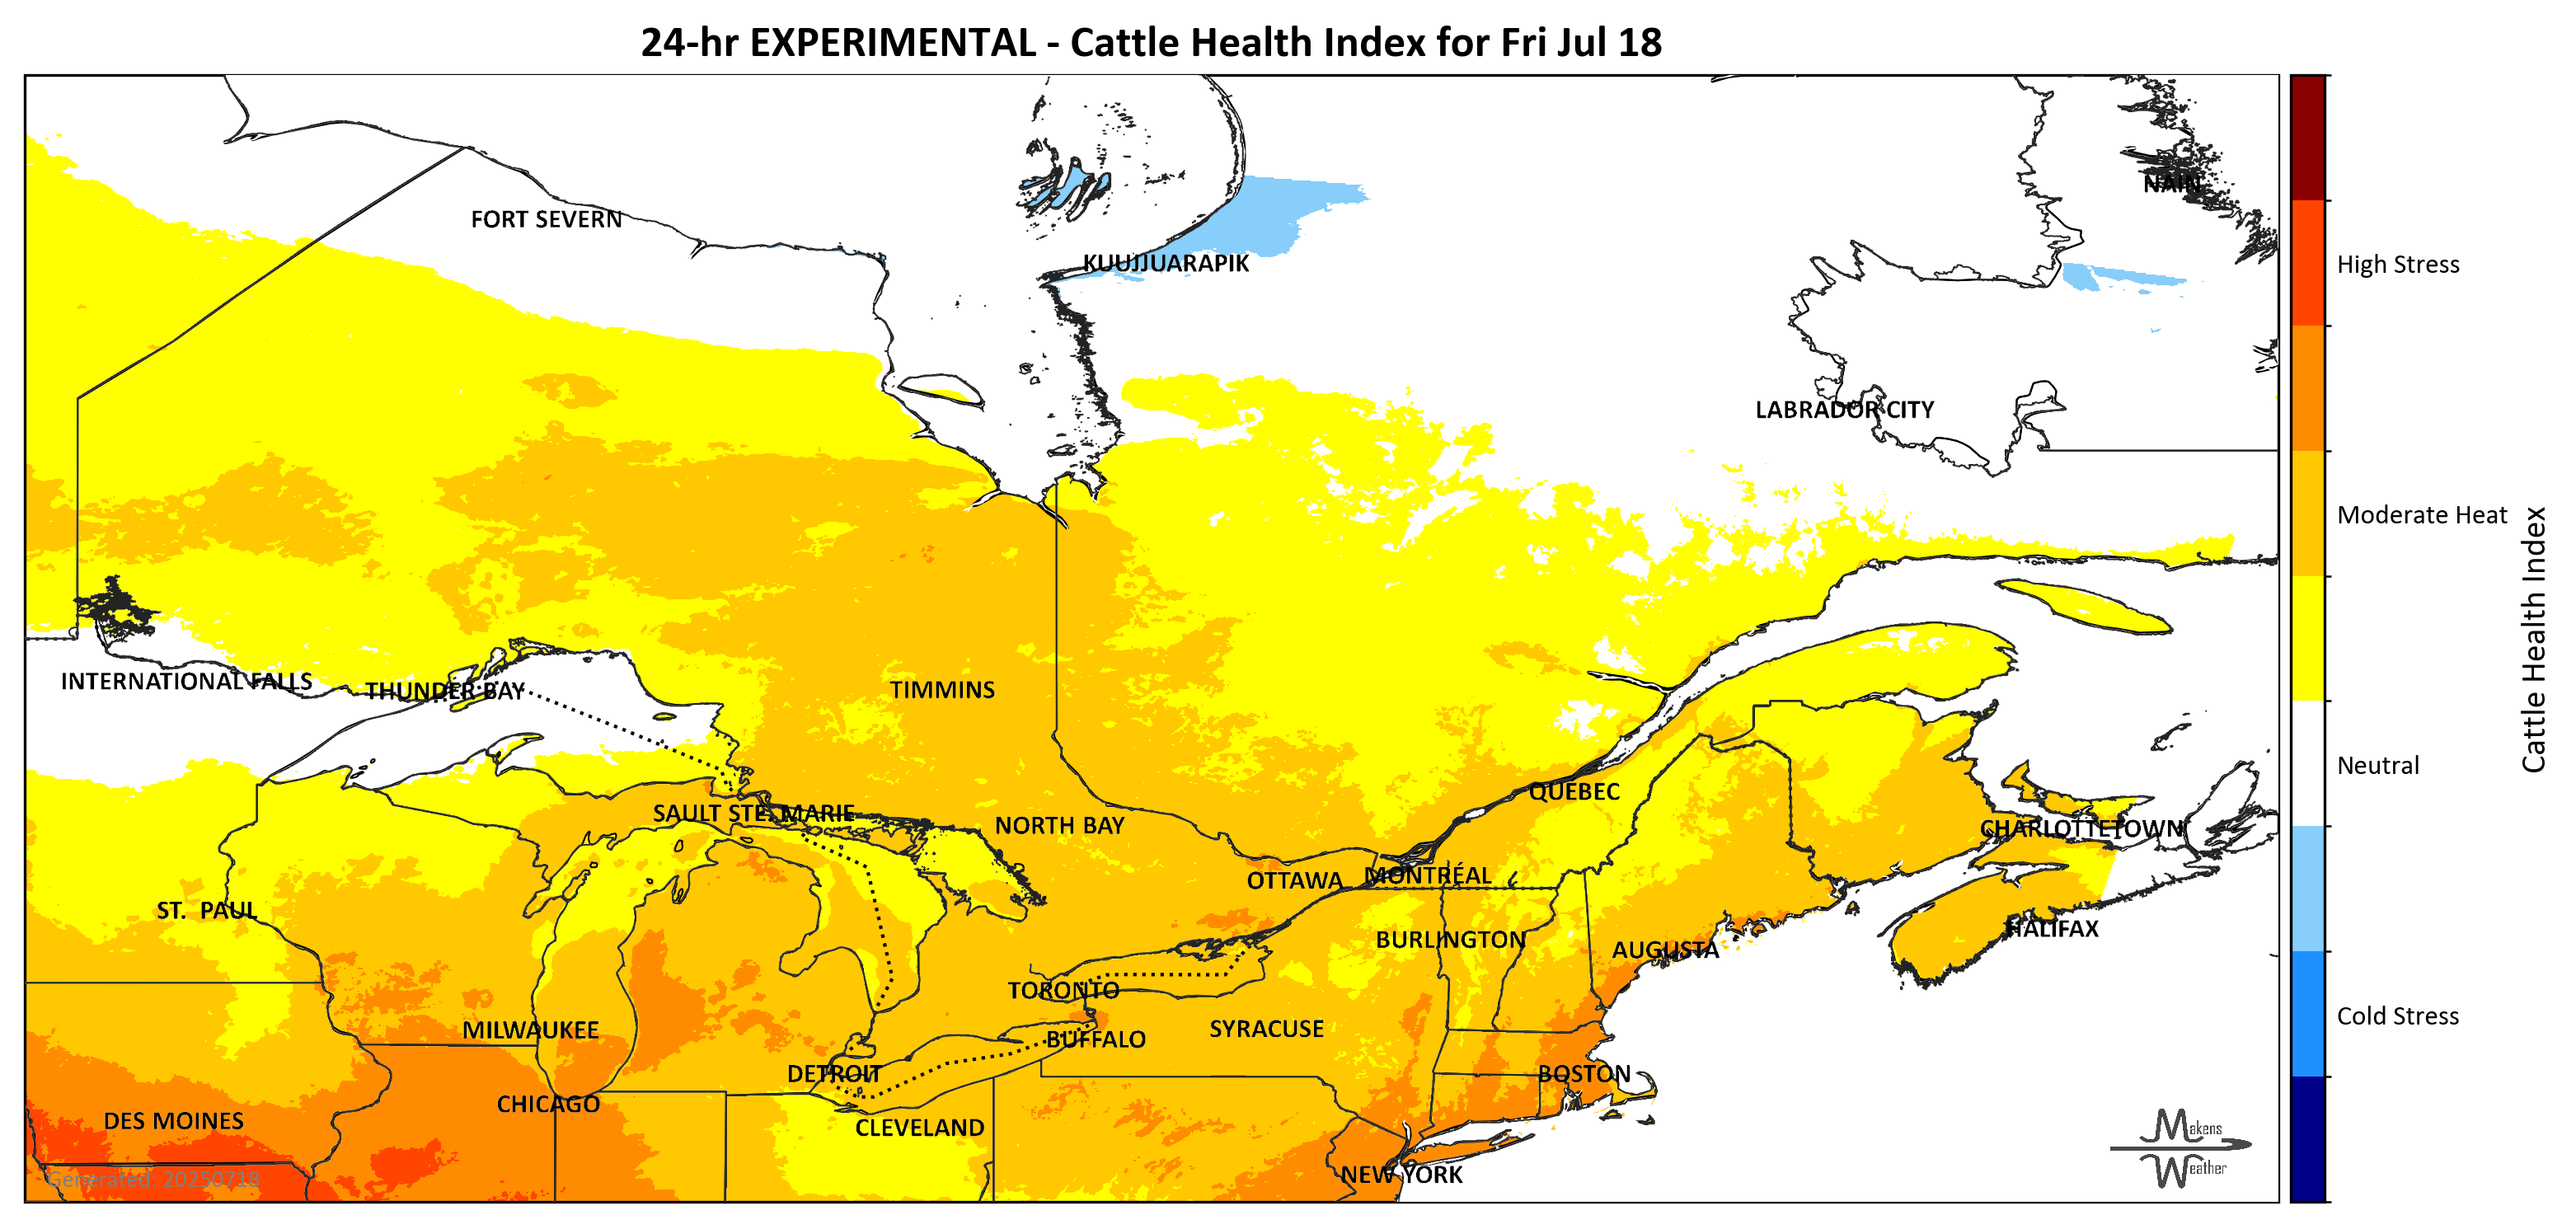 24-hr EXPERIMENTAL - Cattle Health Index for Fri Jul 18
NAIN
FORT SEVERN
KUUJJUARAPIK
High Stress
LABRADOR CITY
Moderate Heat
INTERNATIONAL FALLS
THUNDER BAY
TIMMINS
Cattle Health Index
Neutral
QUEBEC
SAULT STE. MARIE
NORTH BAY
CHARLOTTETOWN
OTTAWA
MONTRÉAL
ST. PAUL
HALIFAX
BURLINGTON
AUGUSTA
TORONTO
Cold Stress
MILWAUKEE
SYRACUSE
BUFFALO
DETROIT
BOSTON
CHICAGO
DES MOINES
CLEVELAND
Makens
Weather
NEW YORK
Generated: 20250718